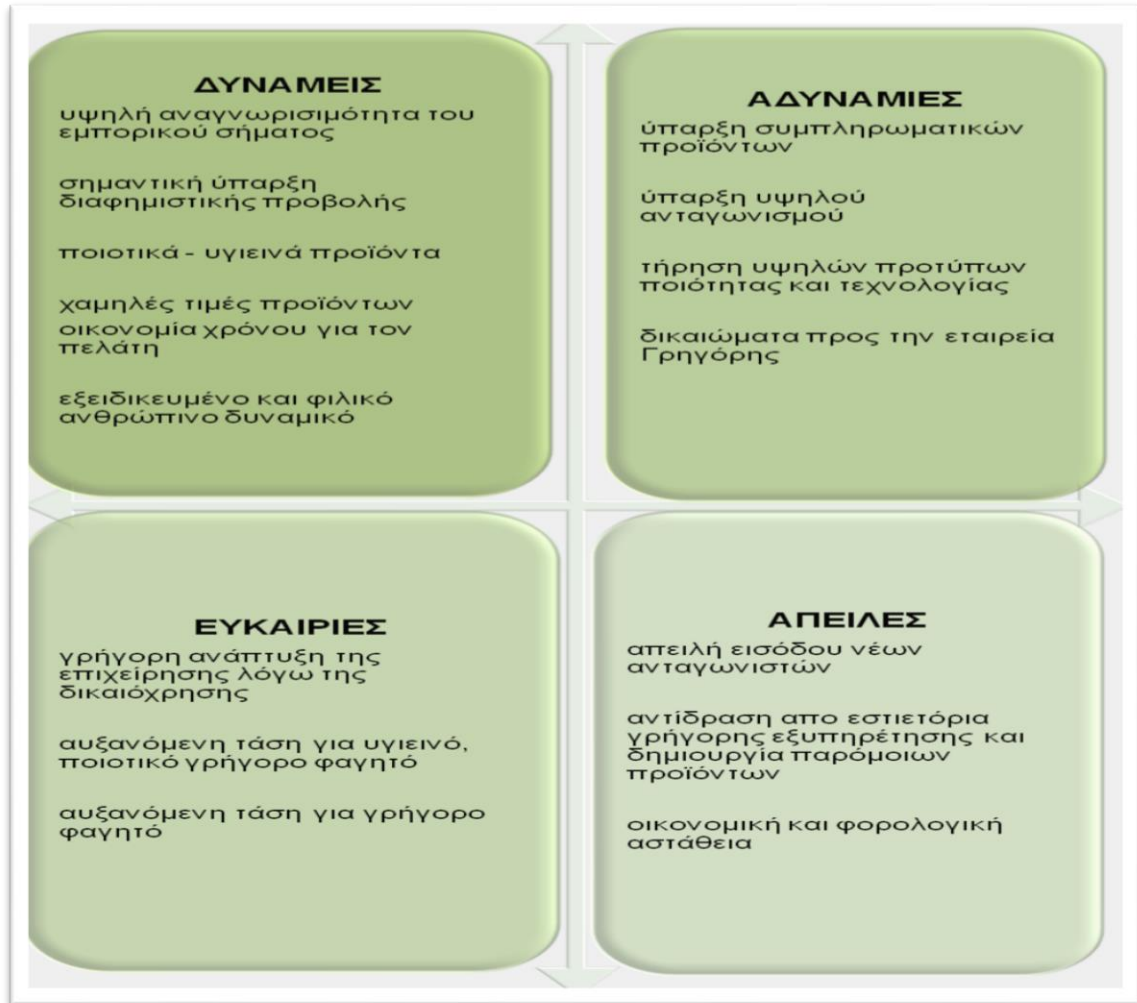 ΔΥΝΑΜΕΙΣ
υψηλή αναγνωρισιμότητα του
εμπορικού σήματος
σημαντική ύπαρξη
διαφημιστικής προβολής
ποιοτικά - υγιεινά προϊόντα
χαμηλές τιμές προϊόντων
οικονομία χρόνου για τον
πελάτη
εξειδικευμένο και φιλικό
ανθρώπινο δυναμικό
ΑΔΥΝΑΜΙΕΣ
ύπαρξη συμπληρωματικών
προϊόντων
ύπαρξη υψηλού
ανταγωνισμού
τήρηση υψηλών προτύπων
ποιότητας και τεχνολογίας
δικαιώματα προς την εταιρεία
Γρηγόρης
ΕΥΚΑΙΡΙΕΣ
γρήγορη ανάπτυξη της
επιχείρησης λόγω της
δικαιόχρησης
αυξανόμενη τάση για υγιεινό,
ποιοτικό γρήγορο φαγητό
αυξανόμενη τάση για γρήγορο
φαγητό
ΑΠΕΙΛΕΣ
απειλή εισόδου νέων
ανταγωνιστών
αντίδραση απο εστιετόρια
γρήγορης εξυπηρέτησης και
δημιουργία παρόμοιων
προϊόντων
οικονομική και φορολογική
αστάθεια